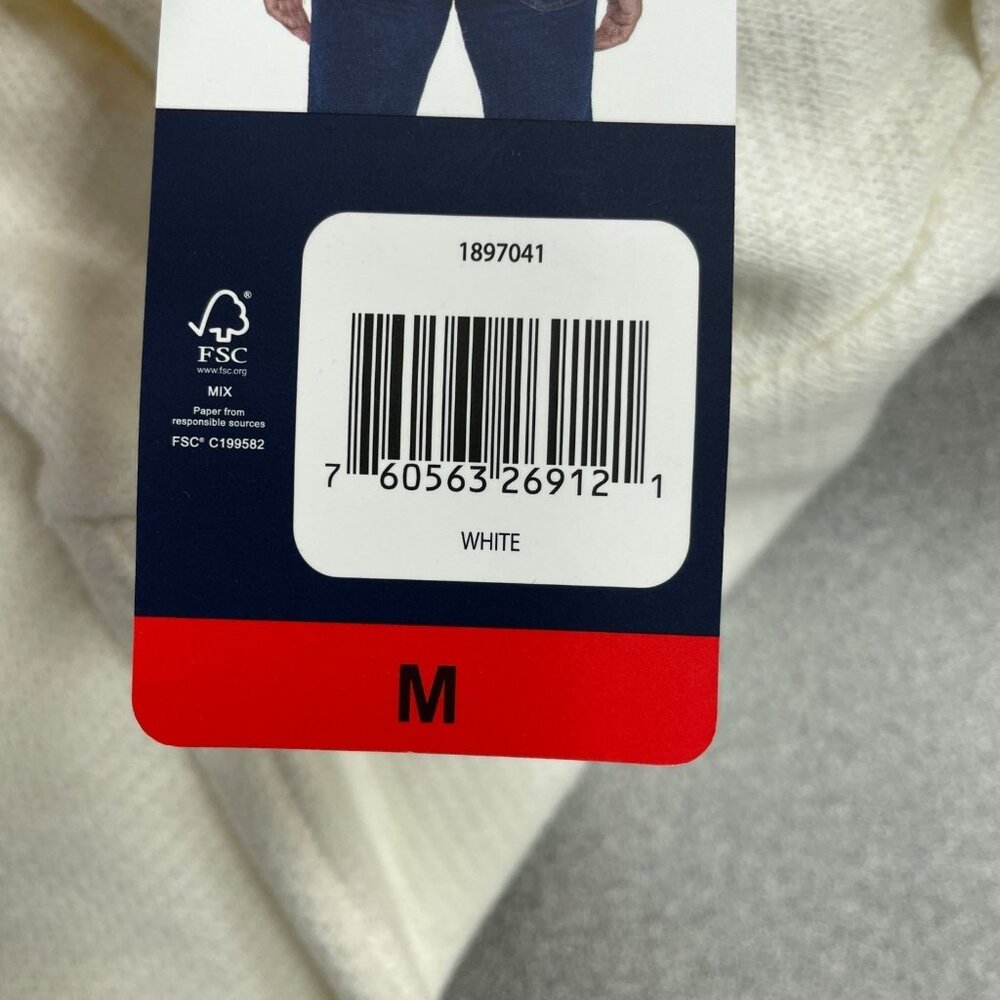 1897041
FSC®
www.fsc.org
MIX
Paper from
responsible sources
FSC® C199582
7 60563 26912 1
WHITE
M